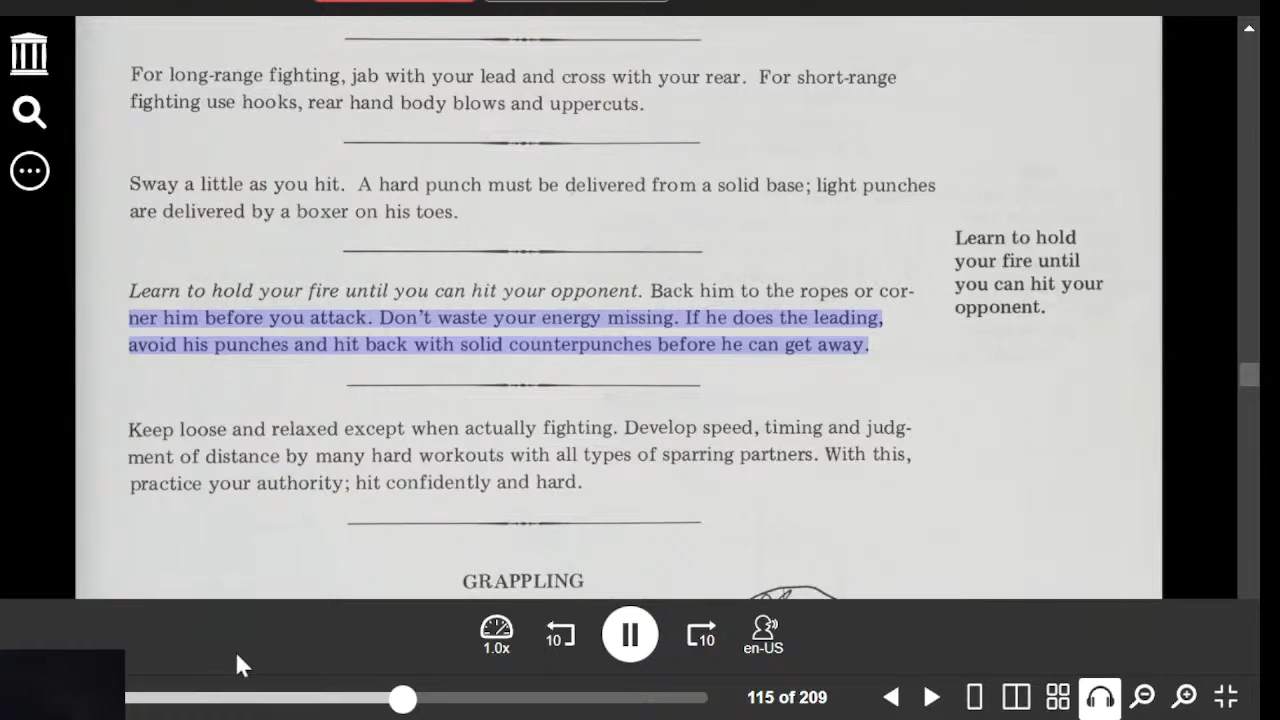 For long-range fighting, jab with your lead and cross with your rear. For short-range
fighting use hooks, rear hand body blows and uppercuts.
Sway a little as you hit. A hard punch must be delivered from a solid base; light punches
are delivered by a boxer on his toes.
Learn to hold your fire until you can hit your opponent. Back him to the ropes or cor-
ner him before you attack. Don't waste your energy missing. If he does the leading,
avoid his punches and hit back with solid counterpunches before he can get away.
Learn to hold
your fire until
you can hit your
opponent.
Keep loose and relaxed except when actually fighting. Develop speed, timing and judg-
ment of distance by many hard workouts with all types of sparring partners. With this,
practice your authority; hit confidently and hard.
GRAPPLING
1.0x
10
10
en-US
115 of 209